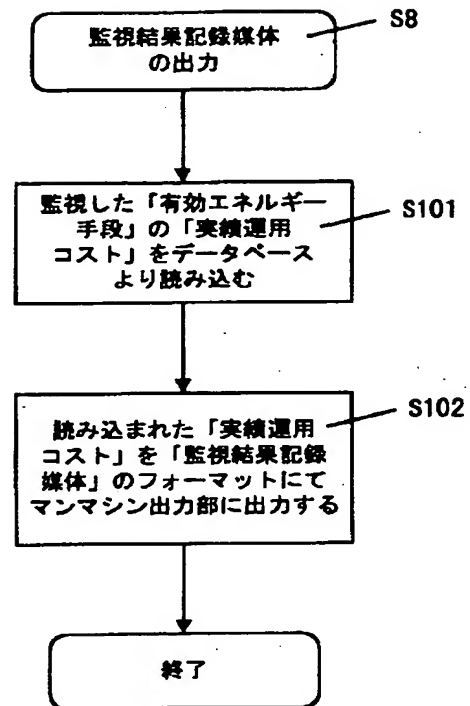 監視結果記録媒体
の出力
S8
監視した「有効エネルギー
手段」の「実績運用
コスト」をデータベース
より読み込む
S101
読み込まれた「実績運用
コスト」を「監視結果記録
媒体」のフォーマットにて
マンマシン出力部に出力する
S102
終了